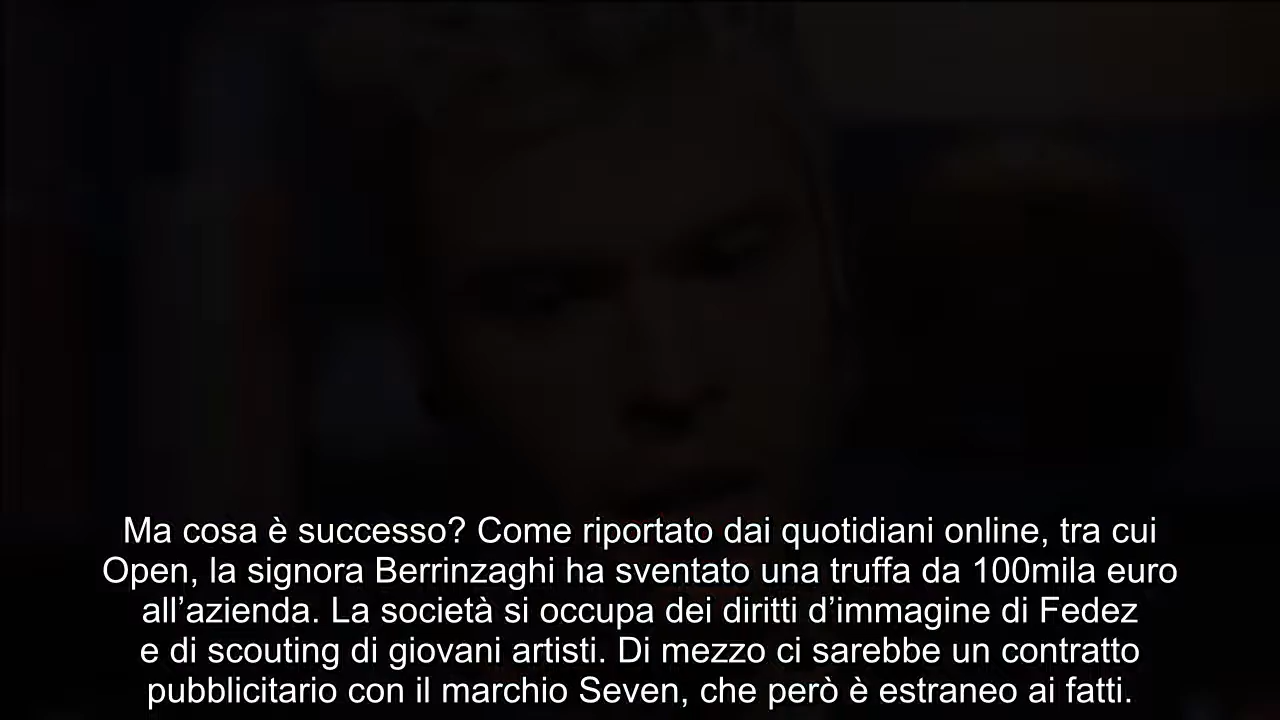 Ma cosa è successo? Come riportato dai quotidiani online, tra cui
Open, la signora Berrinzaghi ha sventato una truffa da 100mila euro
all’azienda. La società si occupa dei diritti d’immagine di Fedez
e di scouting di giovani artisti. Di mezzo ci sarebbe un contratto
pubblicitario con il marchio Seven, che però è estraneo ai fatti.